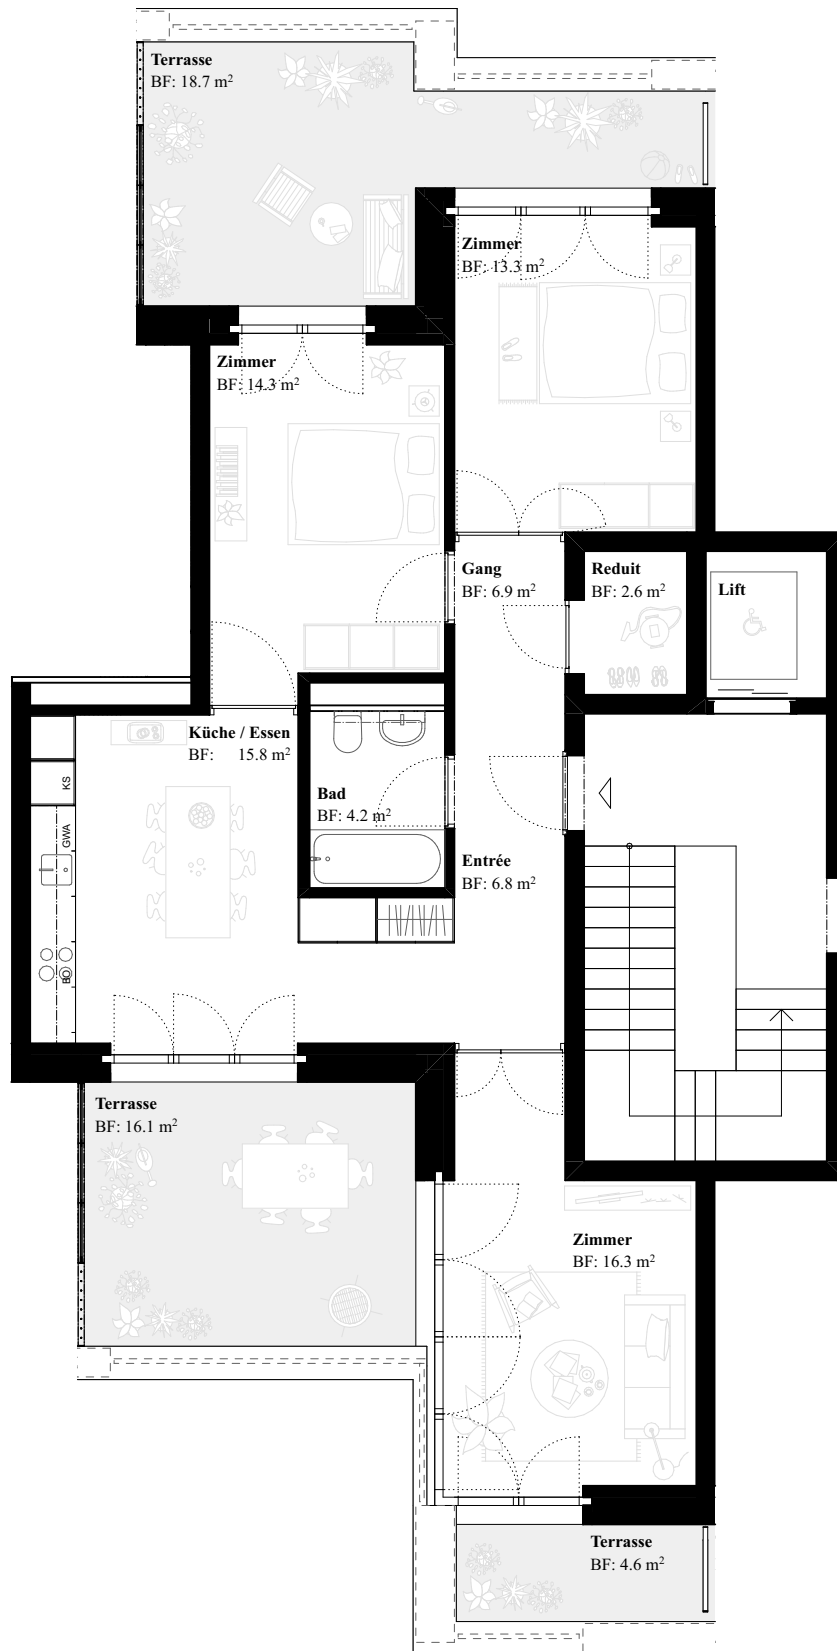 Terrasse
BF: 18.7 m²
Zimmer
BF: 13.3 m²
Zimmer
BF: 14.3 m²
Gang
BF: 6.9 m²
Reduit
BF: 2.6 m²
Lift
Küche / Essen
BF: 15.8 m²
KS
Bad
BF: 4.2 m²
GWA
Entrée
BF: 6.8 m²
BO
Terrasse
BF: 16.1 m²
Zimmer
BF: 16.3 m²
Terrasse
BF: 4.6 m²